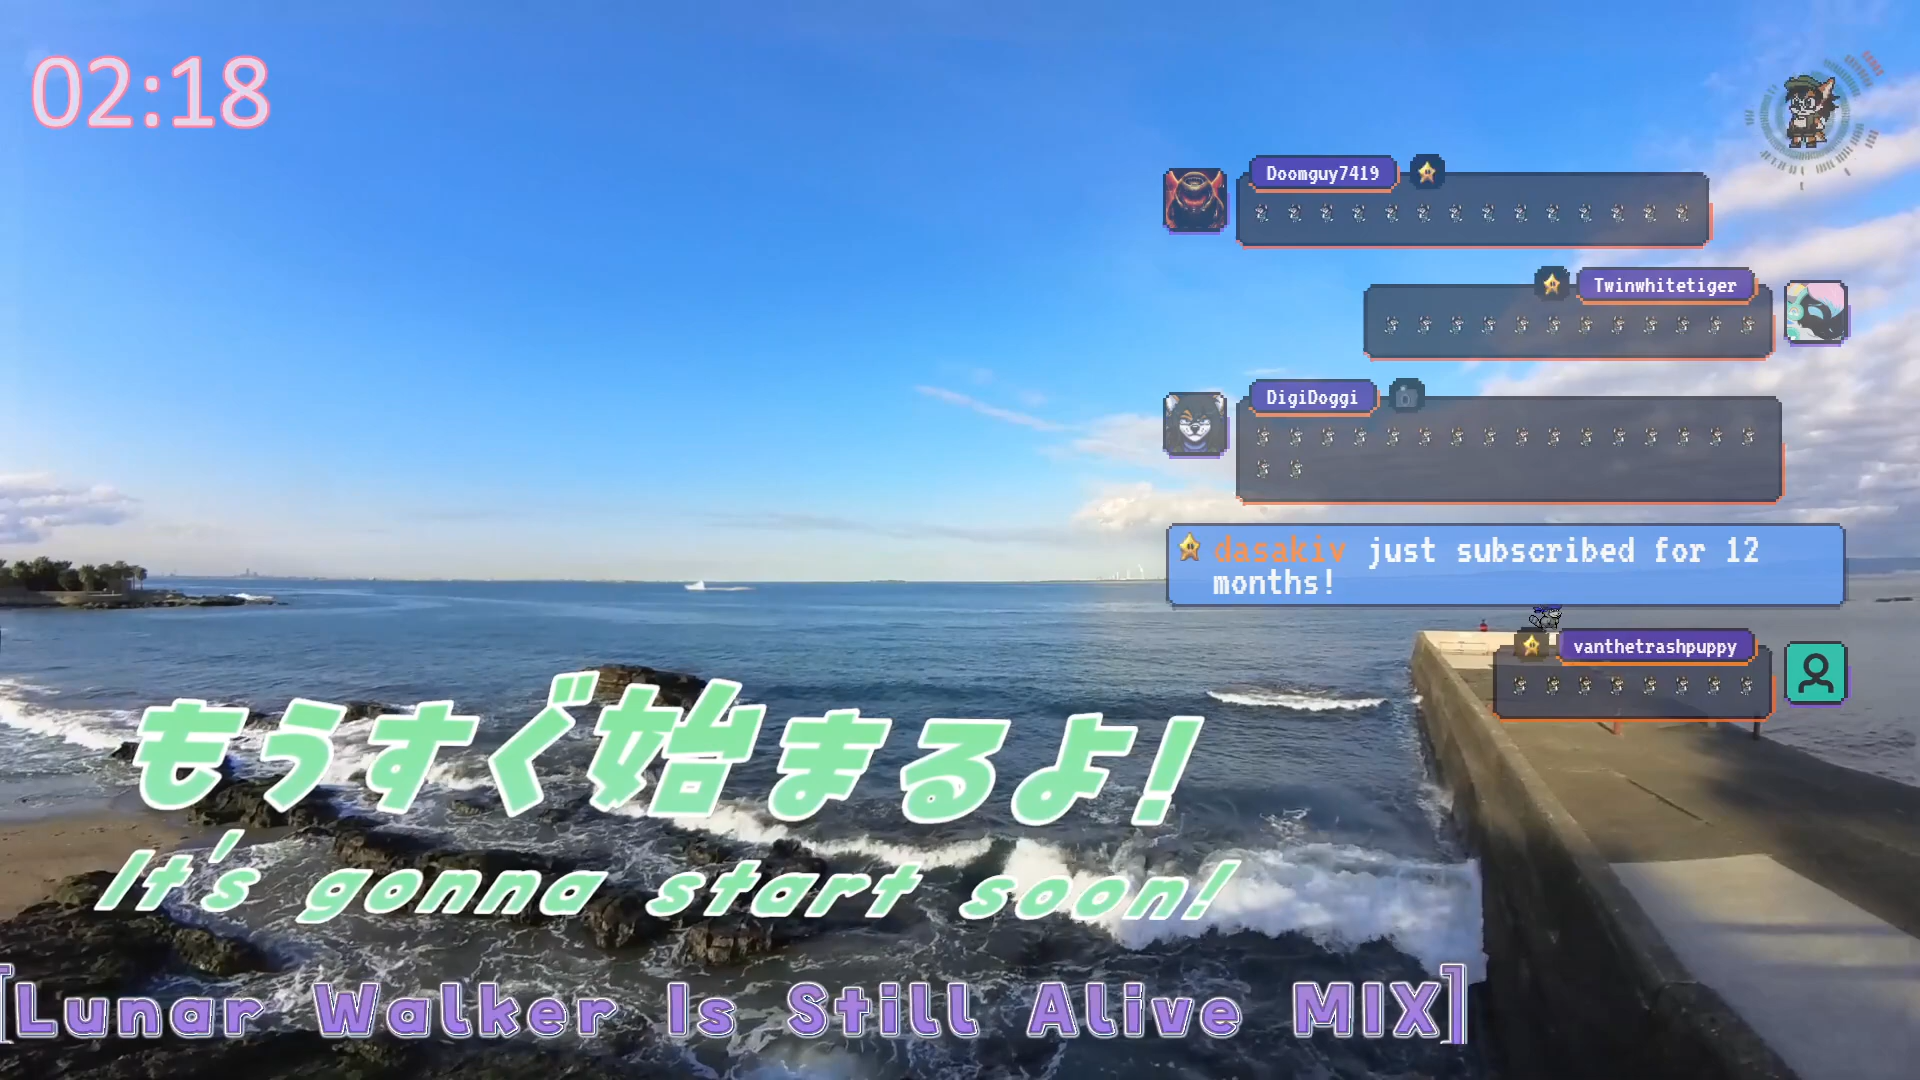 02:18
Doomguy7419
Twinwhitetiger
DigiDoggi
dasakiv just subscribed for 12
months!
vanthetrashpuppy
もうすぐ始まるよ!
It's gonna start soon!
[Lunar Walker Is Still Alive MIX]